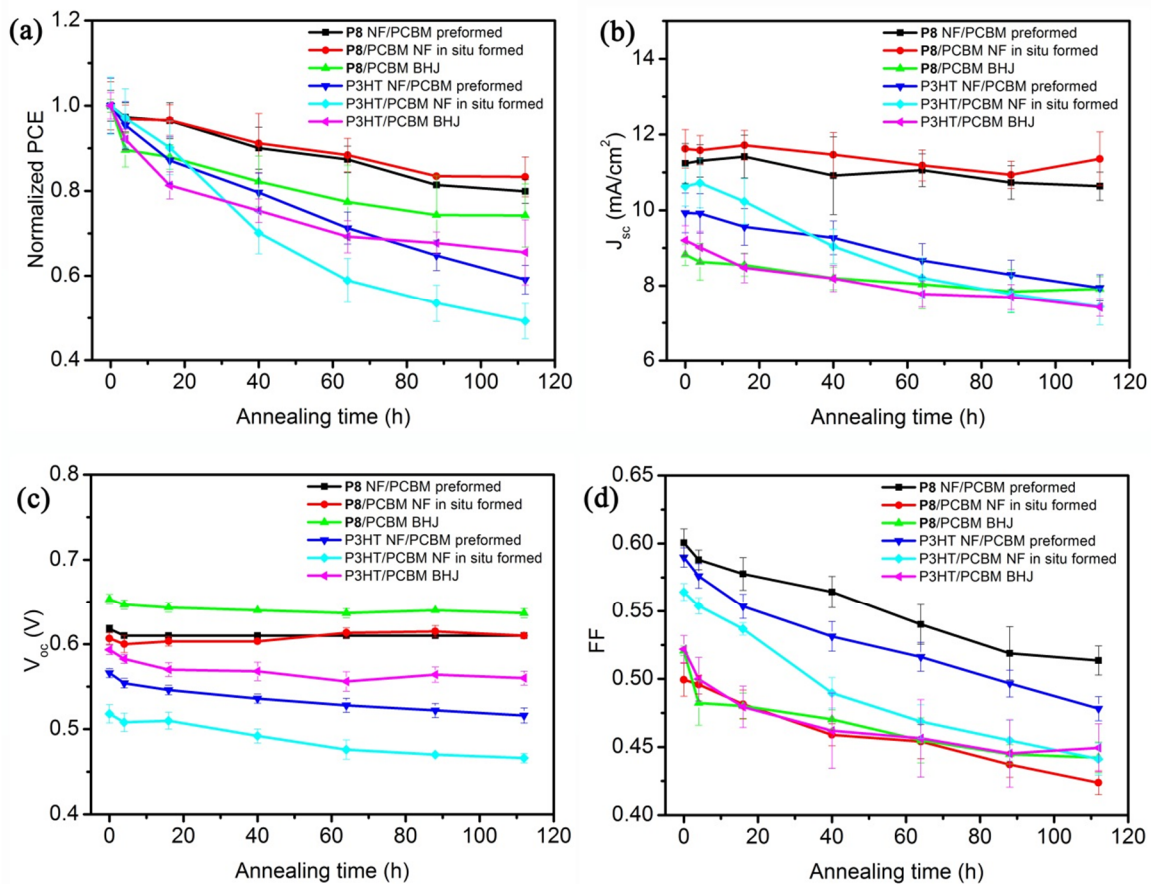 (a)
1.2
1.0
0.8
0.6
0.4
Normalized PCE
P8 NF/PCBM preformed
P8/PCBM NF in situ formed
P8/PCBM BHJ
P3HT NF/PCBM preformed
P3HT/PCBM NF in situ formed
P3HT/PCBM BHJ
0 20 40 60 80 100 120
Annealing time (h)
(b)
14
12
10
8
6
Jsc (mA/cm²)
P8 NF/PCBM preformed
P8/PCBM NF in situ formed
P8/PCBM BHJ
P3HT NF/PCBM preformed
P3HT/PCBM NF in situ formed
P3HT/PCBM BHJ
0 20 40 60 80 100 120
Annealing time (h)
(c)
0.8
0.7
0.6
0.5
0.4
Voc (V)
P8 NF/PCBM preformed
P8/PCBM NF in situ formed
P8/PCBM BHJ
P3HT NF/PCBM preformed
P3HT/PCBM NF in situ formed
P3HT/PCBM BHJ
0 20 40 60 80 100 120
Annealing time (h)
(d)
0.65
0.60
0.55
0.50
0.45
0.40
FF
P8 NF/PCBM preformed
P8/PCBM NF in situ formed
P8/PCBM BHJ
P3HT NF/PCBM preformed
P3HT/PCBM NF in situ formed
P3HT/PCBM BHJ
0 20 40 60 80 100 120
Annealing time (h)